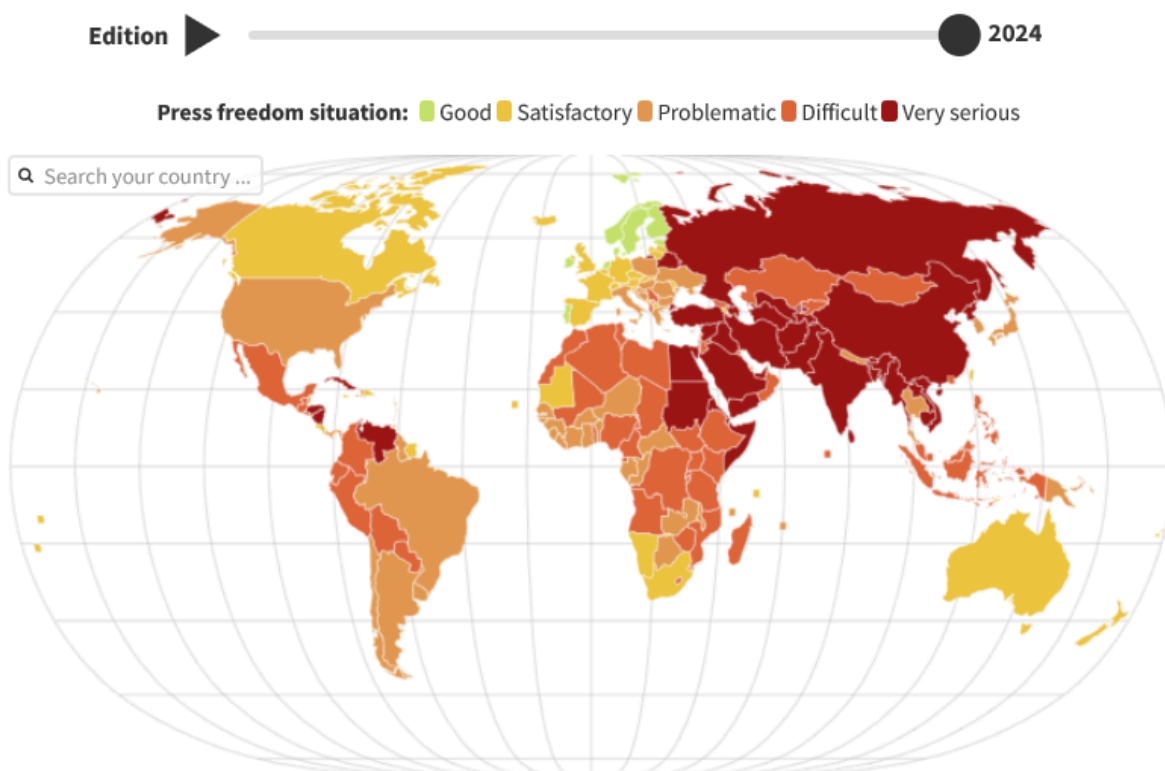 Edition 2024
Press freedom situation: Good Satisfactory Problematic Difficult Very serious
Search your country ...